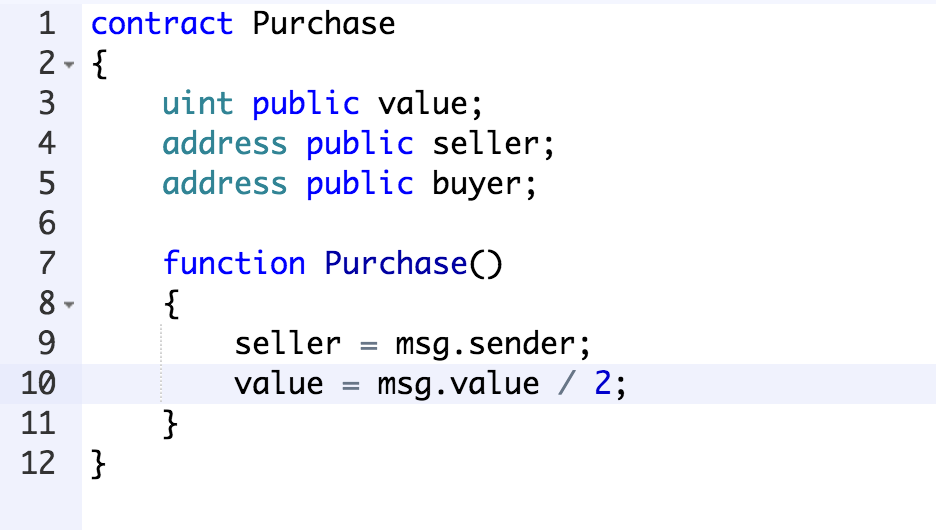 1 contract Purchase
2 {
3     uint public value;
4     address public seller;
5     address public buyer;
6
7     function Purchase()
8     {
9         seller = msg.sender;
10         value = msg.value / 2;
11     }
12 }